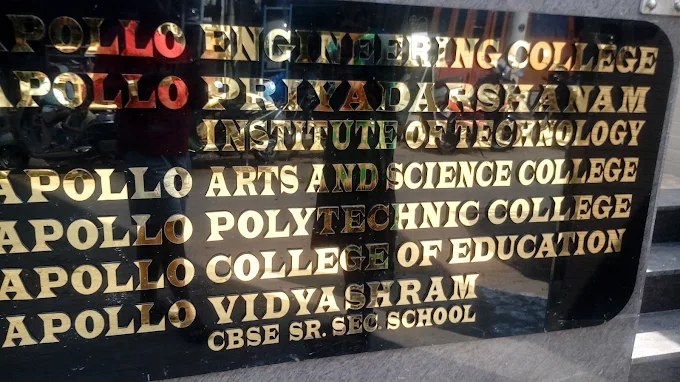 APOLLO ENGINEERING COLLEGE
APOLLO PRIYADARSHANAM
INSTITUTE OF TECHNOLOGY
APOLLO ARTS AND SCIENCE COLLEGE
APOLLO POLYTECHNIC COLLEGE
APOLLO COLLEGE OF EDUCATION
APOLLO VIDYASHRAM
CBSE SR. SEC. SCHOOL